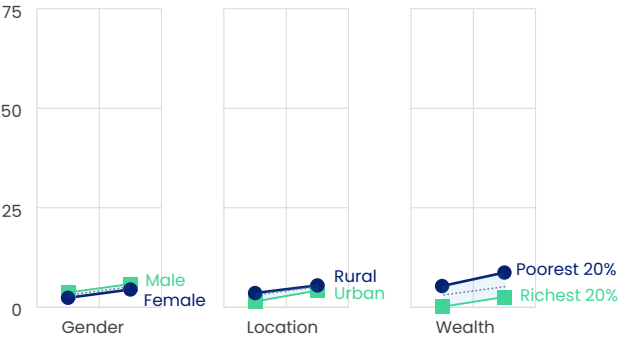 75
50
25
0
Male
Female
Gender
Rural
Urban
Location
Poorest 20%
Richest 20%
Wealth